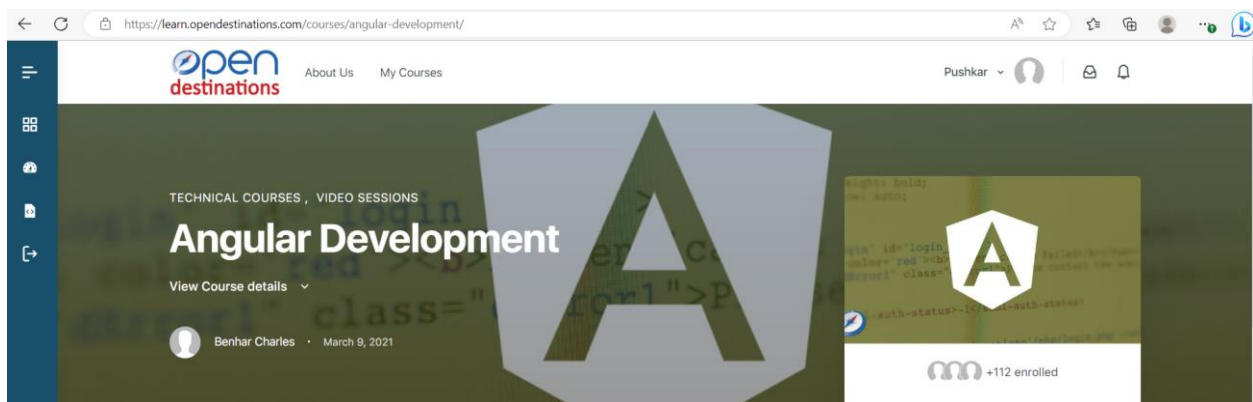 https://learn.opendestinations.com/courses/angular-development/
open
destinations
About Us My Courses
Pushkar
TECHNICAL COURSES , VIDEO SESSIONS
Angular Development
View Course details
Benhar Charles · March 9, 2021
+112 enrolled